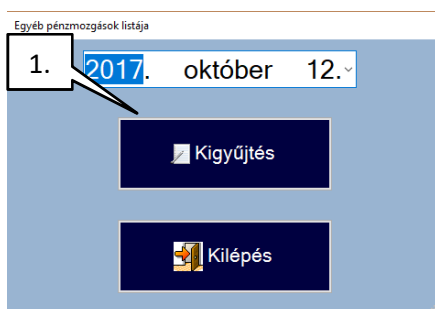 Egyéb pénzmozgások listája
1.
2017. október 12.
Kigyűjtés
Kilépés